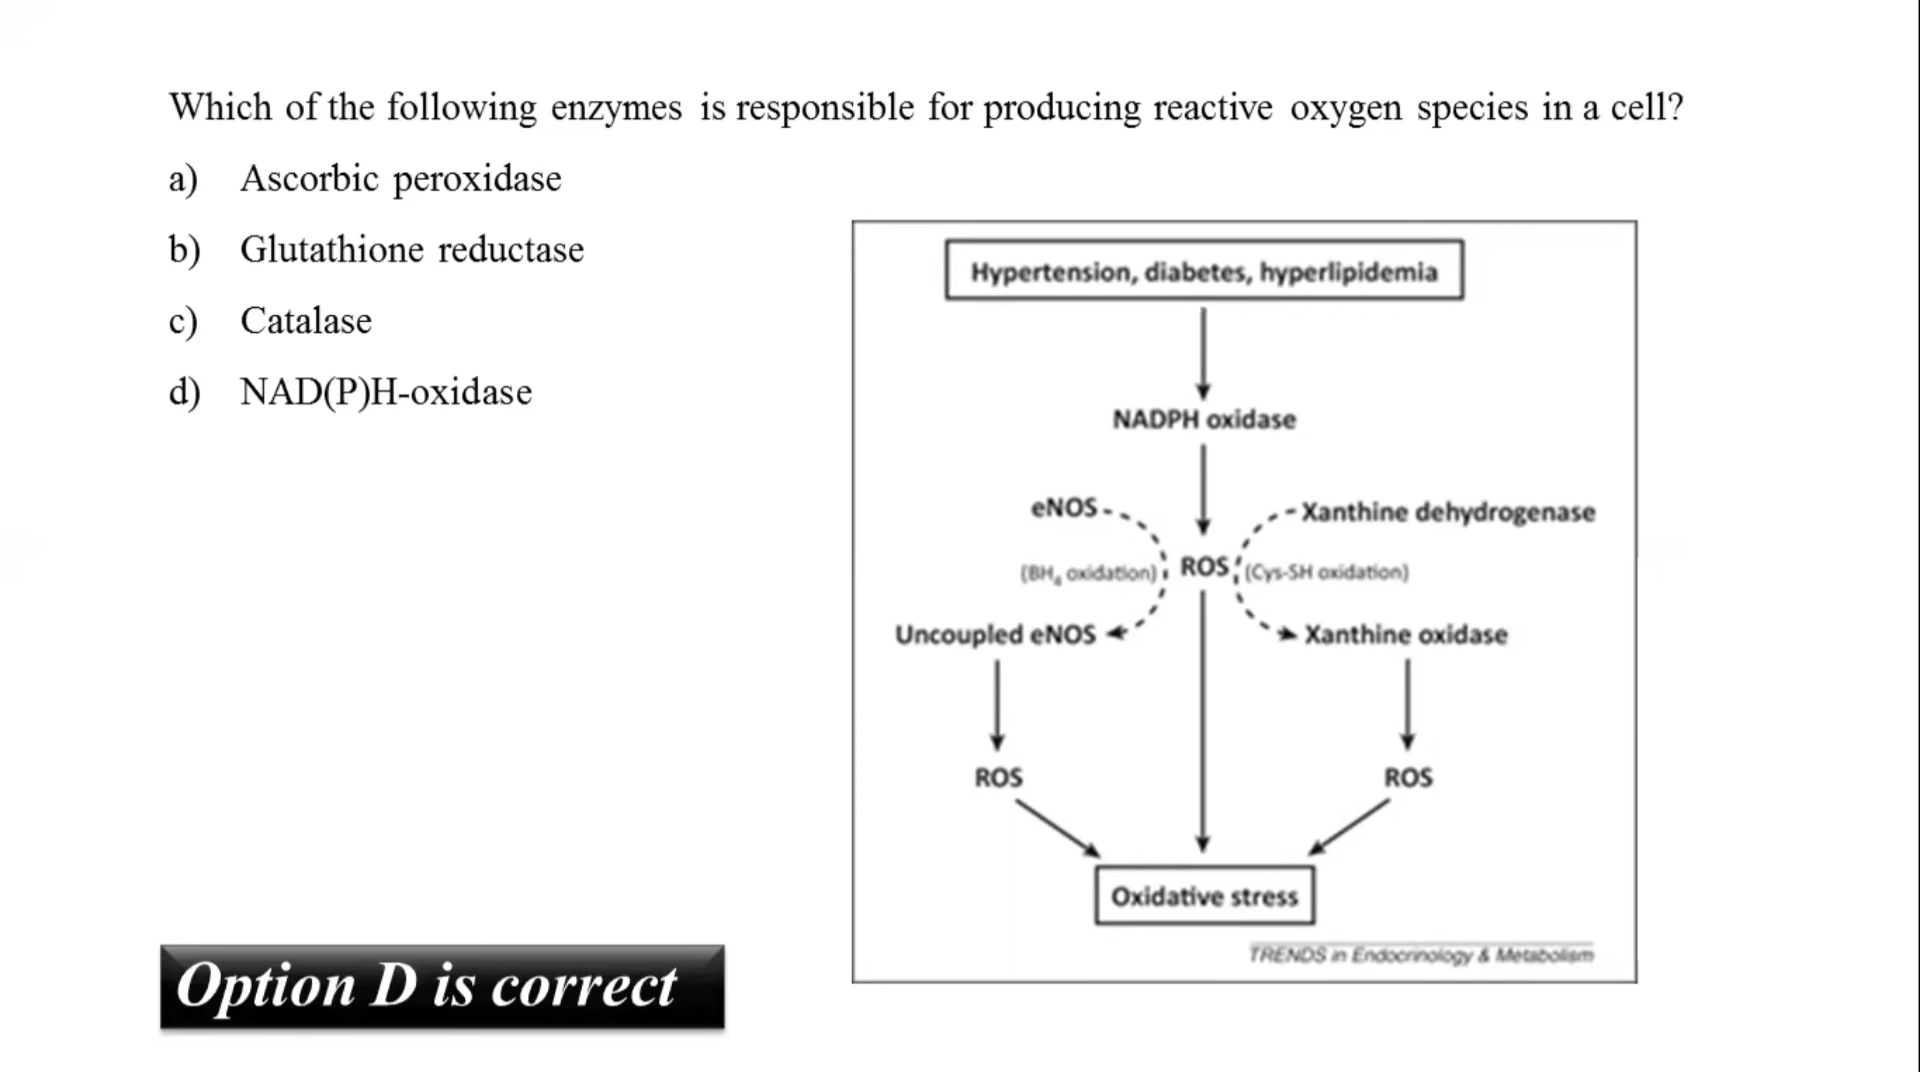 Which of the following enzymes is responsible for producing reactive oxygen species in a cell?
a) Ascorbic peroxidase
b) Glutathione reductase
c) Catalase
d) NAD(P)H-oxidase
Hypertension, diabetes, hyperlipidemia
NADPH oxidase
eNOS
Xanthine dehydrogenase
(BH₄ oxidation)
ROS
(Cys-SH oxidation)
Uncoupled eNOS
Xanthine oxidase
ROS
ROS
Oxidative stress
TRENDS in Endocrinology & Metabolism
Option D is correct